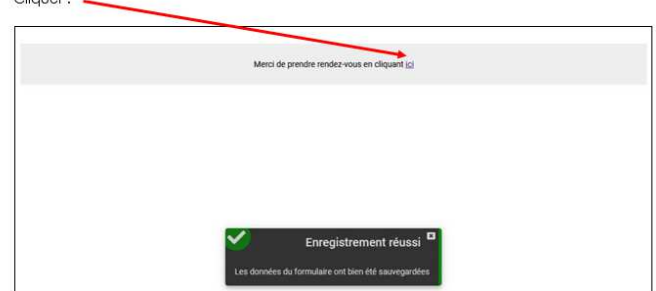 Cliquer :
Merci de prendre rendez-vous en cliquant ici
Enregistrement réussi
Les données du formulaire ont bien été sauvegardées